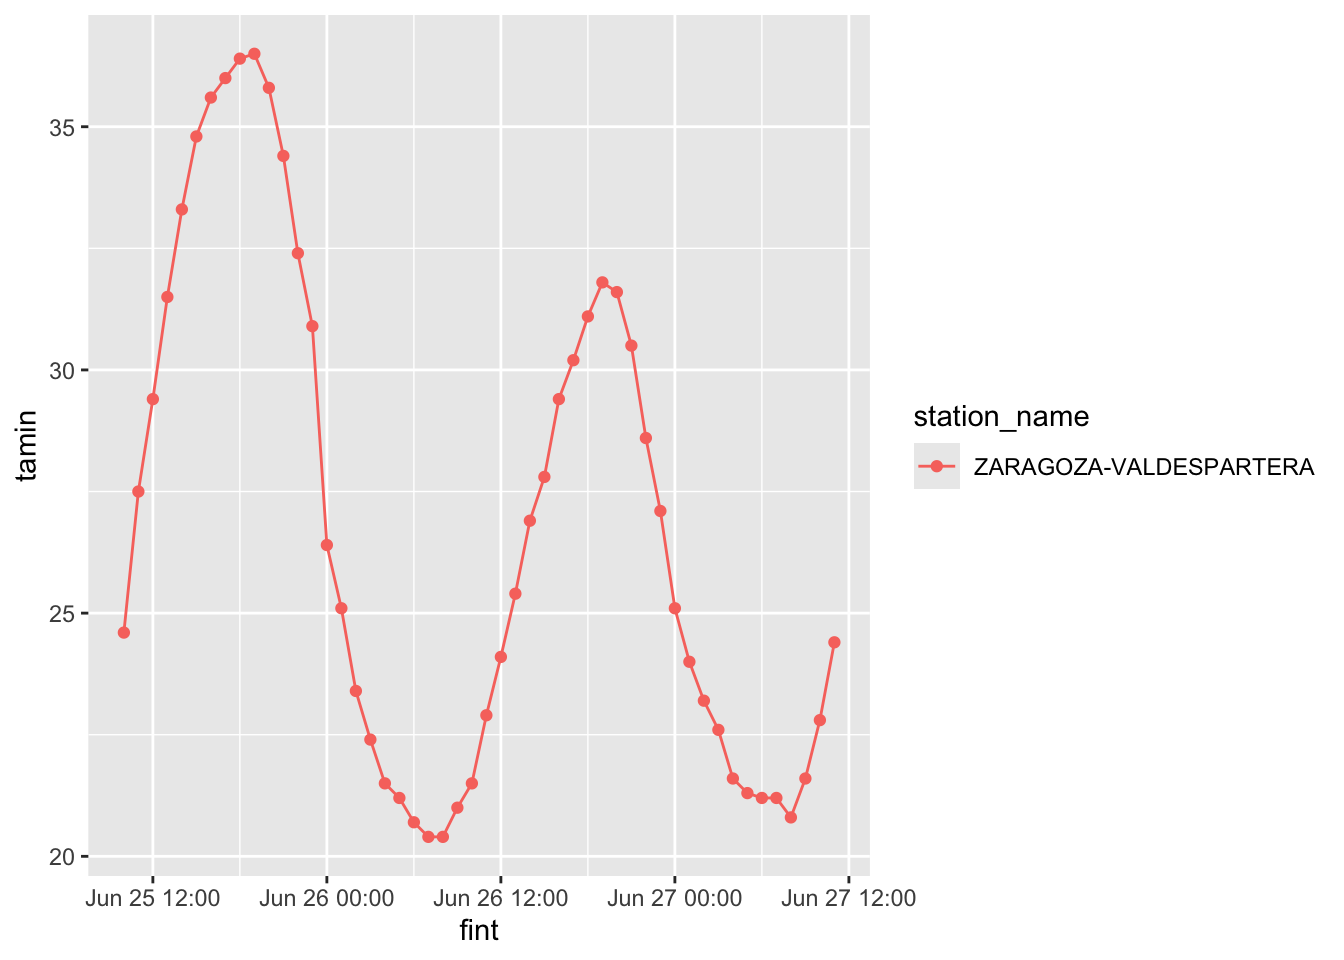 35
30
25
20
tamin
Jun 25 12:00
Jun 26 00:00
Jun 26 12:00
Jun 27 00:00
Jun 27 12:00
fint
station_name
ZARAGOZA-VALDESPARTERA